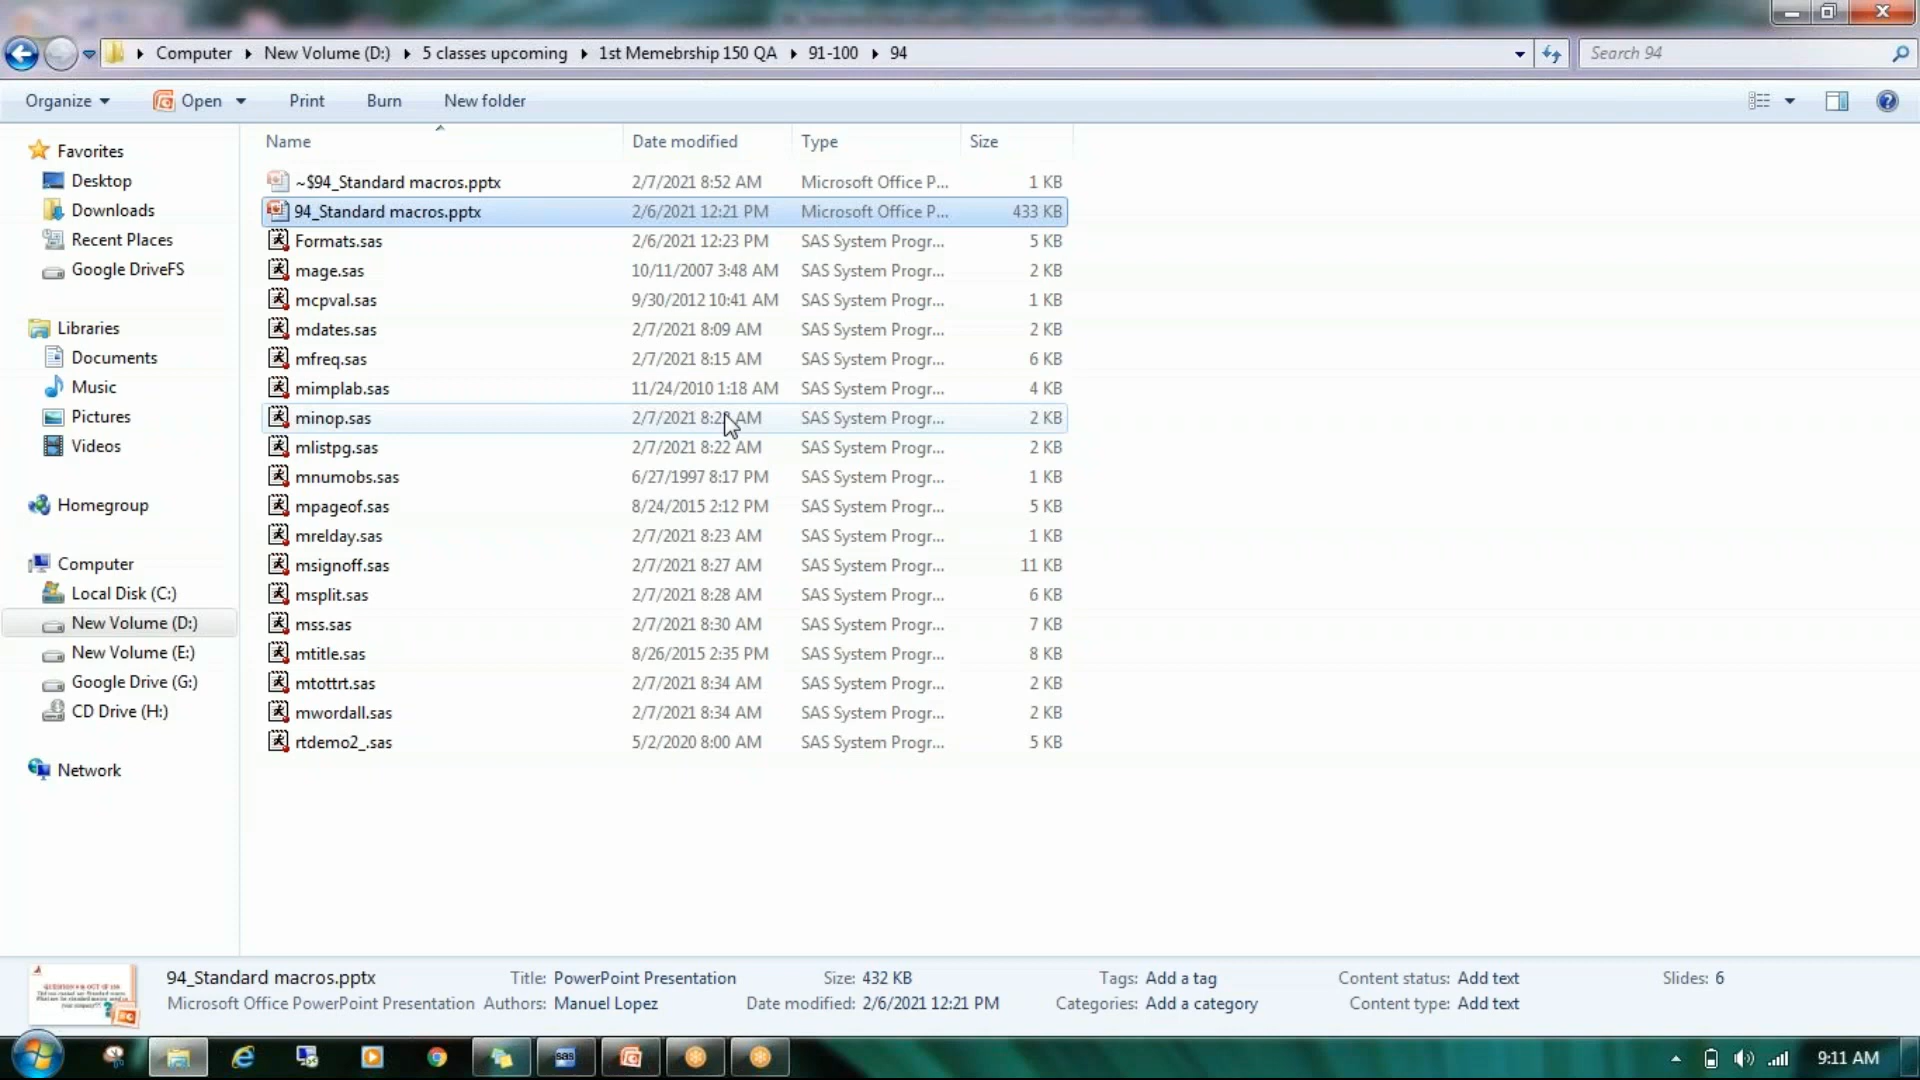 Computer New Volume (D:) 5 classes upcoming 1st Memebrship 150 QA 91-100 94 Search 94
Organize Open Print Burn New folder
Name Date modified Type Size
Favorites
Desktop
Downloads
Recent Places
Google DriveFS
Libraries
Documents
Music
Pictures
Videos
Homegroup
Computer
Local Disk (C:)
New Volume (D:)
New Volume (E:)
Google Drive (G:)
CD Drive (H:)
Network
~$94_Standard macros.pptx 2/7/2021 8:52 AM Microsoft Office P... 1 KB
94_Standard macros.pptx 2/6/2021 12:21 PM Microsoft Office P... 433 KB
Formats.sas 2/6/2021 12:23 PM SAS System Progr... 5 KB
mage.sas 10/11/2007 3:48 AM SAS System Progr... 2 KB
mcpval.sas 9/30/2012 10:41 AM SAS System Progr... 1 KB
mdates.sas 2/7/2021 8:09 AM SAS System Progr... 2 KB
mfreq.sas 2/7/2021 8:15 AM SAS System Progr... 6 KB
mimplab.sas 11/24/2010 1:18 AM SAS System Progr... 4 KB
minop.sas 2/7/2021 AM SAS System Progr... 2 KB
mlistpg.sas 2/7/2021 8:22 AM SAS System Progr... 2 KB
mnumobs.sas 6/27/1997 8:17 PM SAS System Progr... 1 KB
mpageof.sas 8/24/2015 2:12 PM SAS System Progr... 5 KB
mrelday.sas 2/7/2021 8:23 AM SAS System Progr... 1 KB
msignoff.sas 2/7/2021 8:27 AM SAS System Progr... 11 KB
msplit.sas 2/7/2021 8:28 AM SAS System Progr... 6 KB
mss.sas 2/7/2021 8:30 AM SAS System Progr... 7 KB
mtitle.sas 8/26/2015 2:35 PM SAS System Progr... 8 KB
mtottrt.sas 2/7/2021 8:34 AM SAS System Progr... 2 KB
mwordall.sas 2/7/2021 8:34 AM SAS System Progr... 2 KB
rtdemo2_.sas 5/2/2020 8:00 AM SAS System Progr... 5 KB
94_Standard macros.pptx Title: PowerPoint Presentation Size: 432 KB Tags: Add a tag Content status: Add text Slides: 6
Microsoft Office PowerPoint Presentation Authors: Manuel Lopez Date modified: 2/6/2021 12:21 PM Categories: Add a category Content type: Add text
sas
9:11 AM